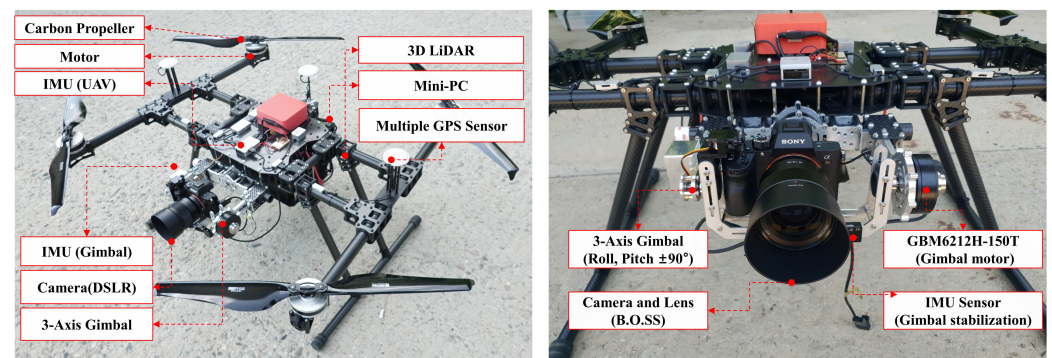 Carbon Propeller
Motor
IMU (UAV)
3D LiDAR
Mini-PC
Multiple GPS Sensor
IMU (Gimbal)
Camera(DSLR)
3-Axis Gimbal
SONY
α
3-Axis Gimbal
(Roll, Pitch ±90°)
GBM6212H-150T
(Gimbal motor)
Camera and Lens
(B.O.SS)
IMU Sensor
(Gimbal stabilization)